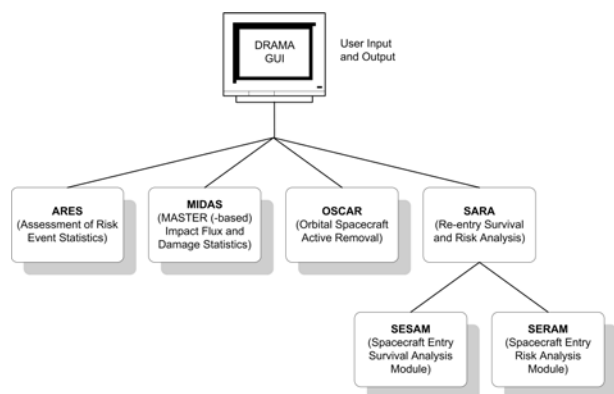 DRAMA
GUI
User Input
and Output
ARES
(Assessment of Risk
Event Statistics)
MIDAS
(MASTER (-based)
Impact Flux and
Damage Statistics)
OSCAR
(Orbital Spacecraft
Active Removal)
SARA
(Re-entry Survival
and Risk Analysis)
SESAM
(Spacecraft Entry
Survival Analysis
Module)
SERAM
(Spacecraft Entry
Risk Analysis
Module)